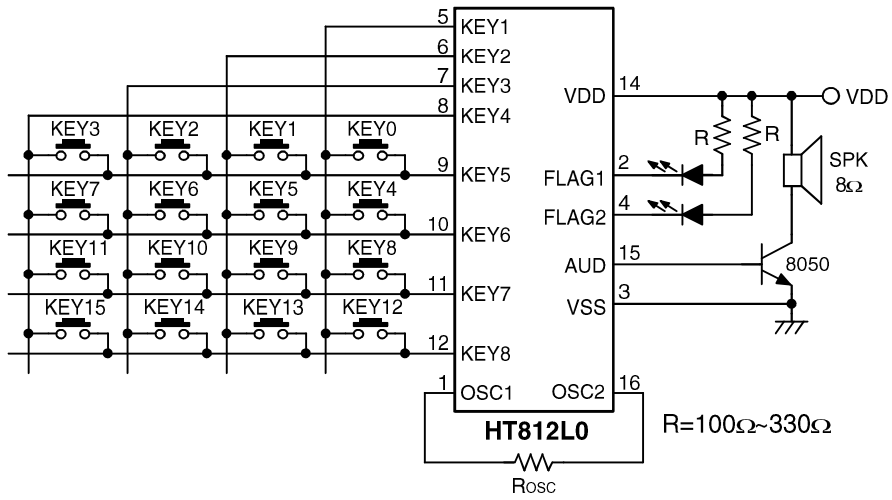 5
KEY1
6
KEY2
7
KEY3
8
KEY4
VDD
14
VDD
KEY3
KEY2
KEY1
KEY0
R
R
9
KEY5
FLAG1
2
SPK
8Ω
KEY7
KEY6
KEY5
KEY4
10
KEY6
FLAG2
4
KEY11
KEY10
KEY9
KEY8
AUD
15
8050
11
KEY7
VSS
3
KEY15
KEY14
KEY13
KEY12
12
KEY8
1
OSC1
OSC2
16
HT812L0
R=100Ω~330Ω
ROSC